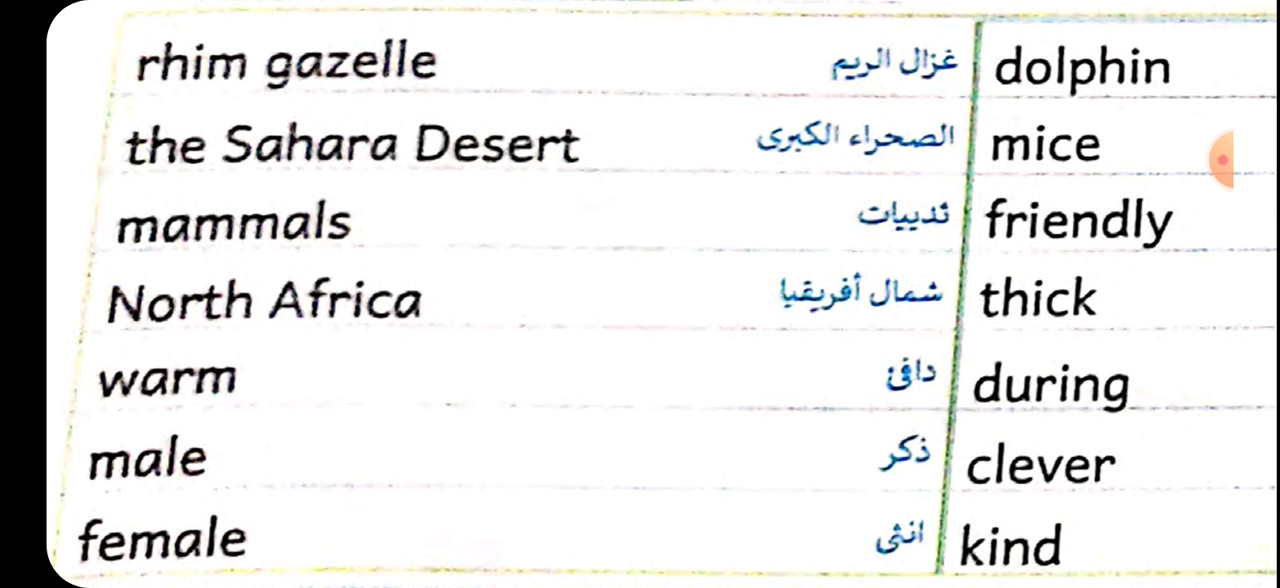 rhim gazelle غزال الريم dolphin
the Sahara Desert الصحراء الكبرى mice
mammals ثدييات friendly
North Africa شمال أفريقيا thick
warm دافئ during
male ذكر clever
female انثى kind